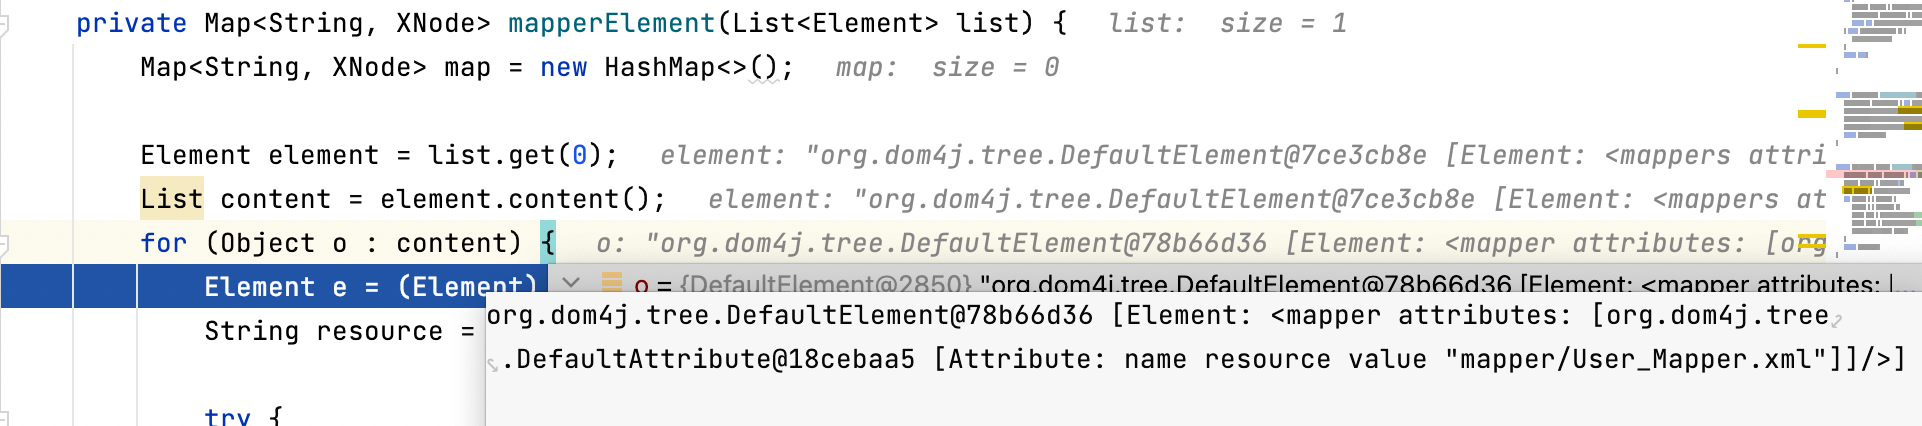 private Map<String, XNode> mapperElement(List<Element> list) { list: size = 1
Map<String, XNode> map = new HashMap<>(); map: size = 0
Element element = list.get(0); element: "org.dom4j.tree.DefaultElement@7ce3cb8e [Element: <mappers attri
List content = element.content(); element: "org.dom4j.tree.DefaultElement@7ce3cb8e [Element: <mappers at
for (Object o : content) { o: "org.dom4j.tree.DefaultElement@78b66d36 [Element: <mapper attributes: [org
Element e = (Element) o = {DefaultElement@2850} "org.dom4j.tree.DefaultElement@78b66d36 [Element: <mapper attributes: [...
org.dom4j.tree.DefaultElement@78b66d36 [Element: <mapper attributes: [org.dom4j.tree
String resource =
.DefaultAttribute@18cebaa5 [Attribute: name resource value "mapper/User_Mapper.xml"]]/>]
try {